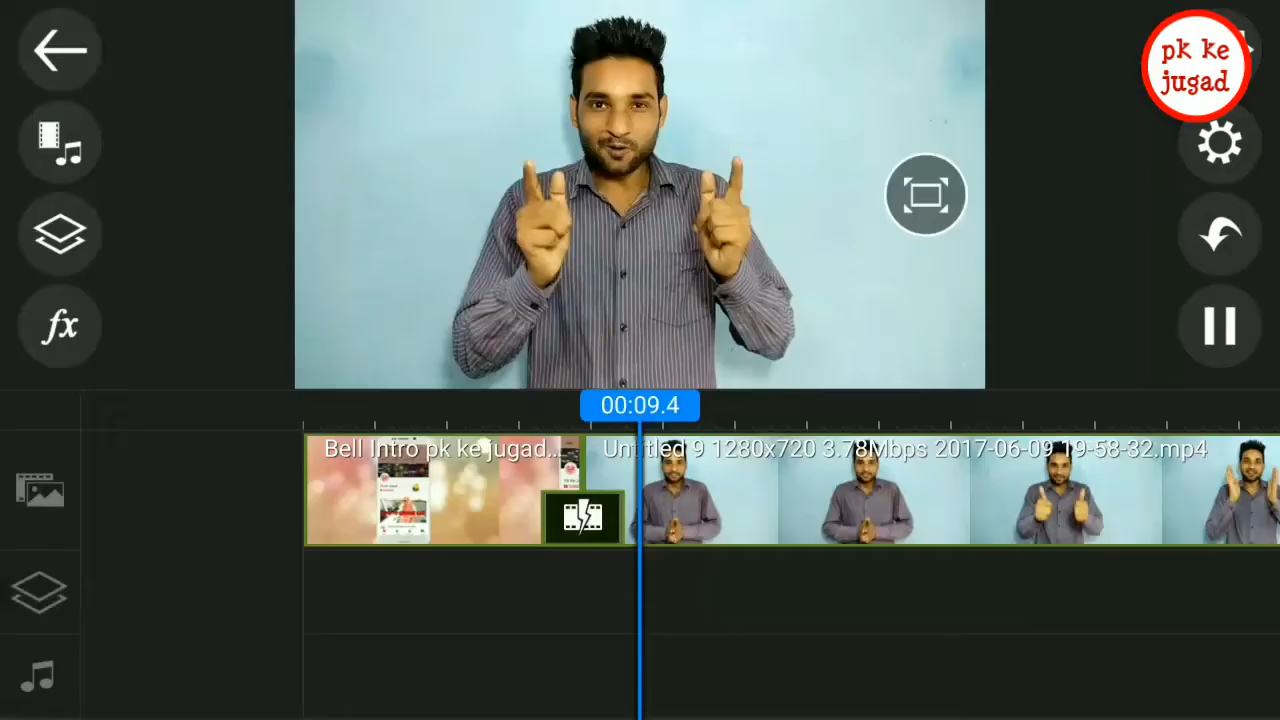 pk ke
jugad
fx
00:09.4
Bell Intro pk ke jugad...
Untitled 9 1280x720 3.78Mbps 2017-06-09 19-58-32.mp4